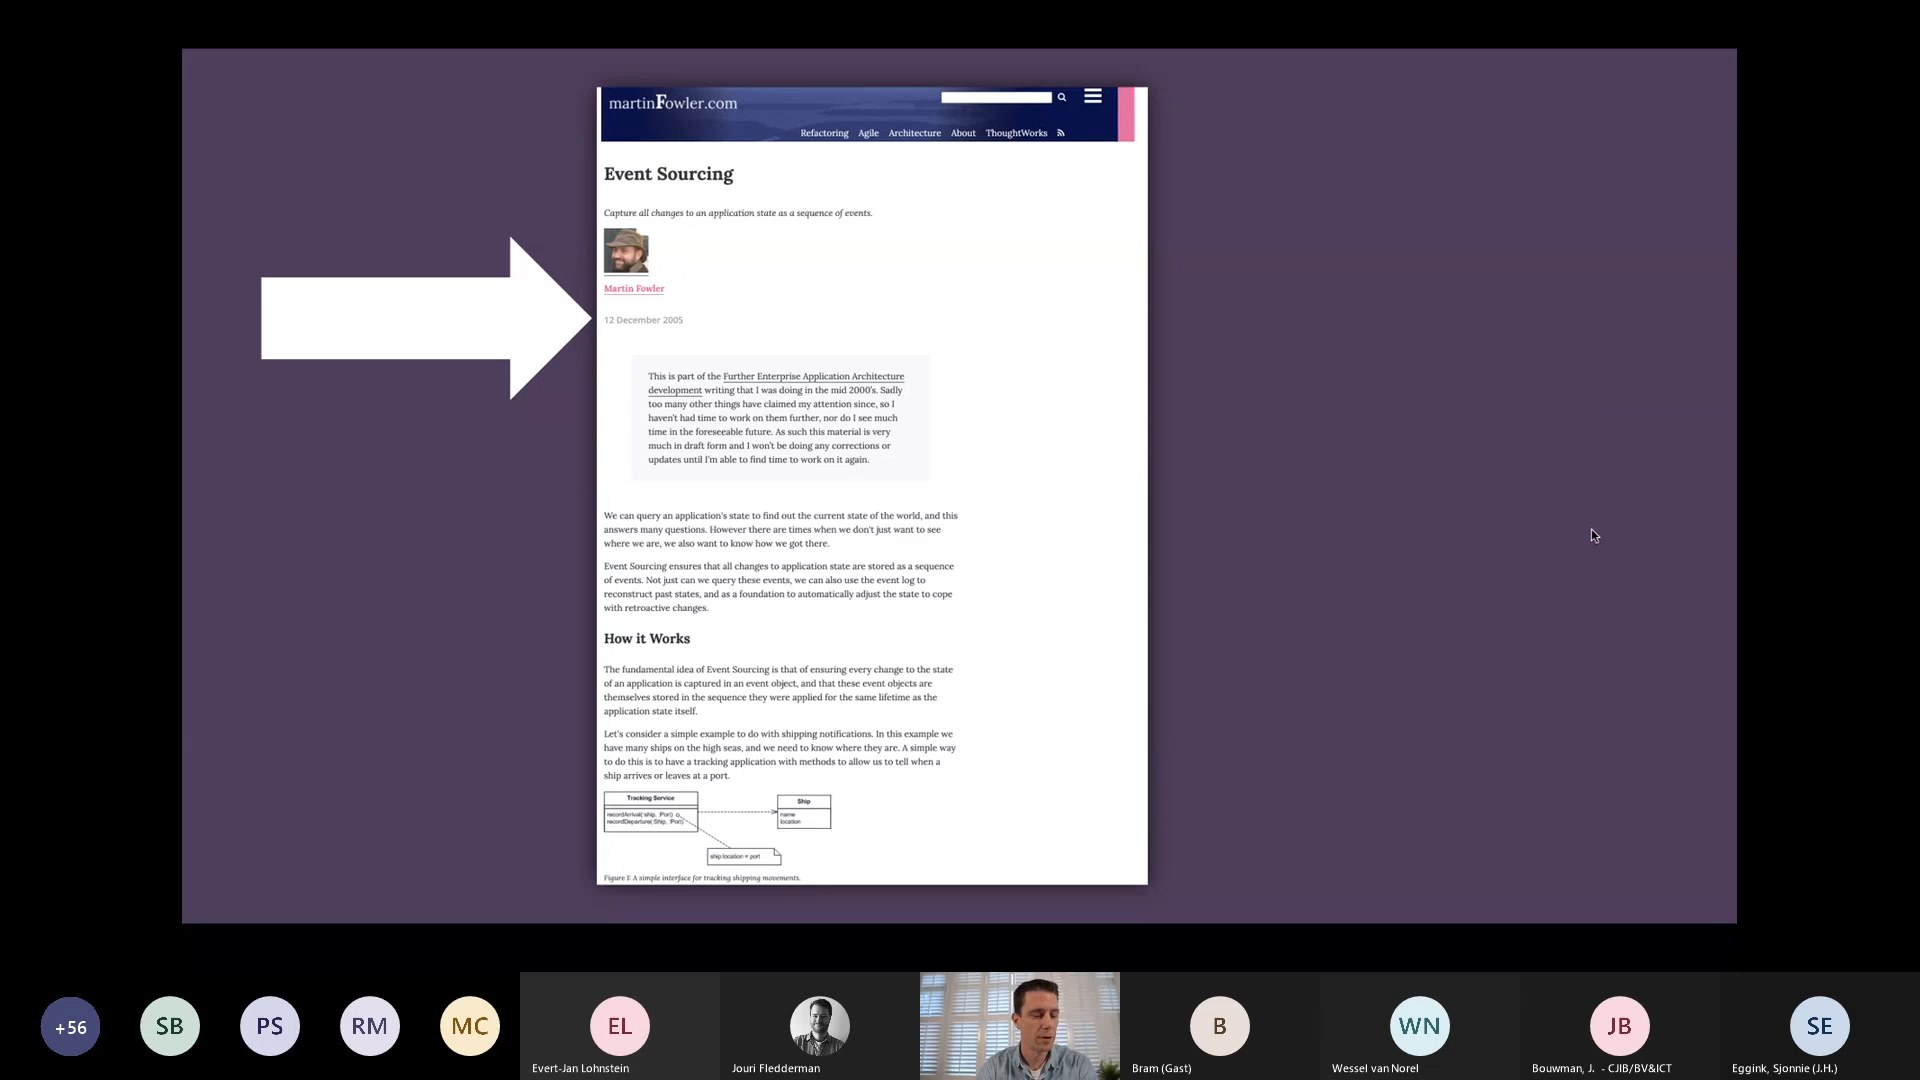 martinFowler.com
Refactoring Agile Architecture About ThoughtWorks
Event Sourcing
Capture all changes to an application state as a sequence of events.
Martin Fowler
12 December 2005
This is part of the Further Enterprise Application Architecture
development writing that I was doing in the mid 2000's. Sadly
too many other things have claimed my attention since, so I
haven't had time to work on them further, nor do I see much
time in the foreseeable future. As such this material is very
much in draft form and I won't be doing any corrections or
updates until I'm able to find time to work on it again.
We can query an application's state to find out the current state of the world, and this
answers many questions. However there are times when we don't just want to see
where we are, we also want to know how we got there.
Event Sourcing ensures that all changes to application state are stored as a sequence
of events. Not just can we query these events, we can also use the event log to
reconstruct past states, and as a foundation to automatically adjust the state to cope
with retroactive changes.
How it Works
The fundamental idea of Event Sourcing is that of ensuring every change to the state
of an application is captured in an event object, and that these event objects are
themselves stored in the sequence they were applied for the same lifetime as the
application state itself.
Let's consider a simple example to do with shipping notifications. In this example we
have many ships on the high seas, and we need to know where they are. A simple way
to do this is to have a tracking application with methods to allow us to tell when a
ship arrives or leaves at a port.
Tracking Service
recordArrival(:ship, :Port)
recordDeparture(:Ship, :Port)
Ship
name
location
ship.location = port
Figure 1: A simple interface for tracking shipping movements.
+56
SB
PS
RM
MC
EL
B
WN
JB
SE
Evert-Jan Lohnstein
Jouri Fledderman
Bram (Gast)
Wessel van Norel
Bouwman, J. - CJIB/BV&ICT
Eggink, Sjonnie (J.H.)